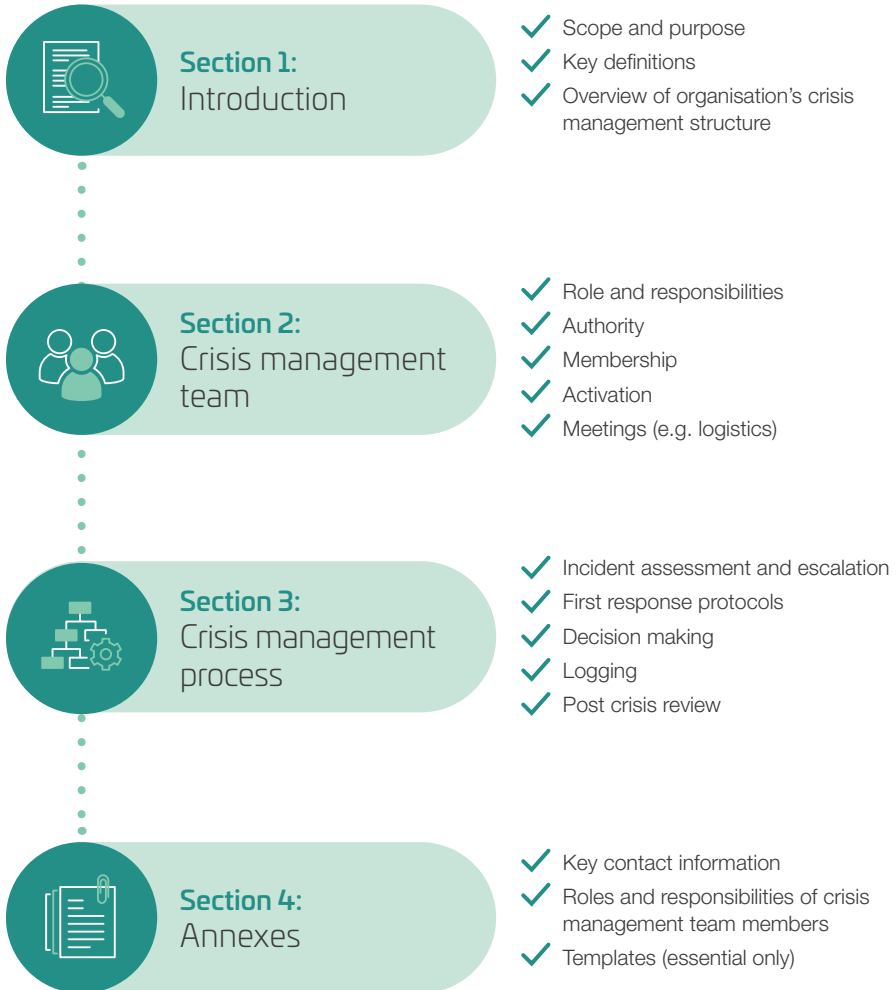 Section 1:
Introduction
Scope and purpose
Key definitions
Overview of organisation's crisis
management structure
Section 2:
Crisis management
team
Role and responsibilities
Authority
Membership
Activation
Meetings (e.g. logistics)
Section 3:
Crisis management
process
Incident assessment and escalation
First response protocols
Decision making
Logging
Post crisis review
Section 4:
Annexes
Key contact information
Roles and responsibilities of crisis
management team members
Templates (essential only)